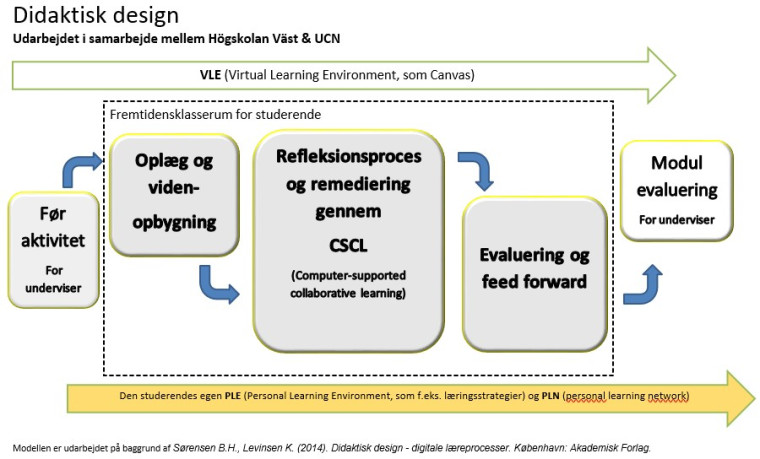 Didaktisk design
Udarbejdet i samarbejde mellem Högskolan Väst & UCN
VLE (Virtual Learning Environment, som Canvas)
Fremtidensklasserum for studerende
Før
aktivitet
For
underviser
Oplæg og
viden-
opbygning
Refleksionsproces
og remediering
gennem
CSCL
(Computer-supported
collaborative learning)
Evaluering og
feed forward
Modul
evaluering
For underviser
Den studerendes egen PLE (Personal Learning Environment, som f.eks. læringsstrategier) og PLN (personal learning network)
Modellen er udarbejdet på baggrund af Sørensen B.H., Levinsen K. (2014). Didaktisk design - digitale læreprocesser. København: Akademisk Forlag.